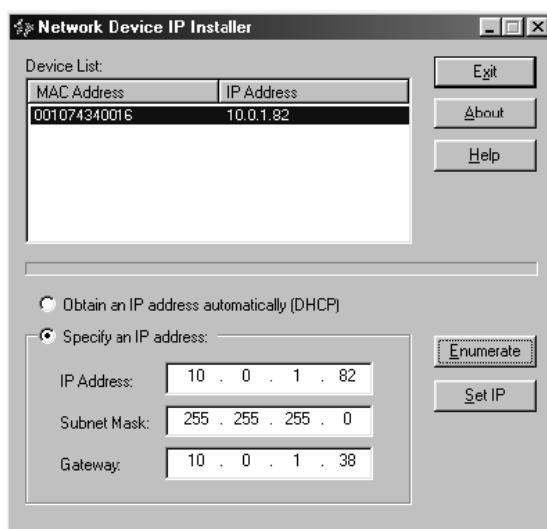 Network Device IP Installer
Device List:
MAC Address IP Address
001074340016 10.0.1.82
Exit
About
Help
Obtain an IP address automatically (DHCP)
Specify an IP address:
IP Address: 10 . 0 . 1 . 82
Subnet Mask: 255 . 255 . 255 . 0
Gateway: 10 . 0 . 1 . 38
Enumerate
Set IP